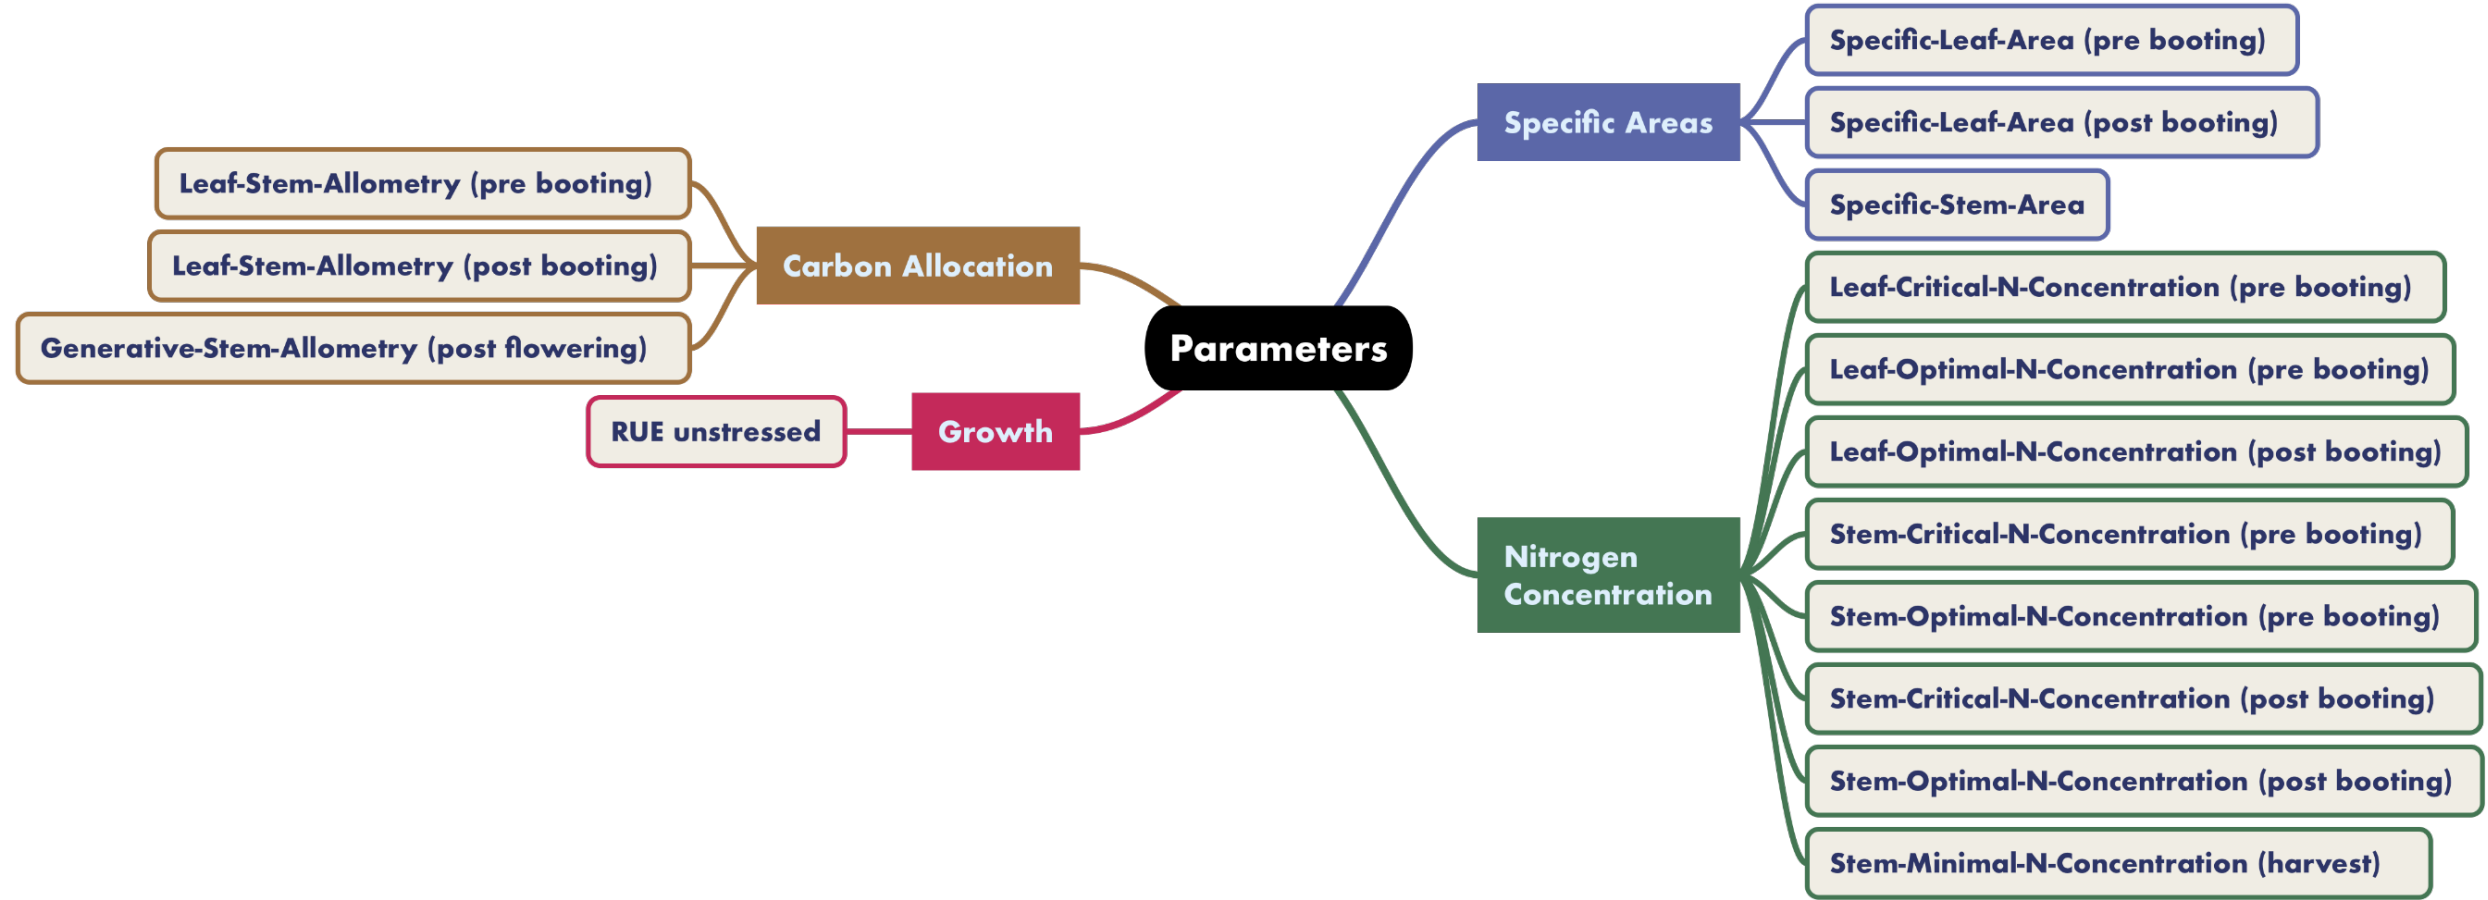 Specific-Leaf-Area (pre booting)
Specific Areas
Specific-Leaf-Area (post booting)
Specific-Stem-Area
Leaf-Stem-Allometry (pre booting)
Leaf-Stem-Allometry (post booting)
Carbon Allocation
Generative-Stem-Allometry (post flowering)
Parameters
RUE unstressed
Growth
Leaf-Critical-N-Concentration (pre booting)
Leaf-Optimal-N-Concentration (pre booting)
Leaf-Optimal-N-Concentration (post booting)
Stem-Critical-N-Concentration (pre booting)
Nitrogen
Concentration
Stem-Optimal-N-Concentration (pre booting)
Stem-Critical-N-Concentration (post booting)
Stem-Optimal-N-Concentration (post booting)
Stem-Minimal-N-Concentration (harvest)